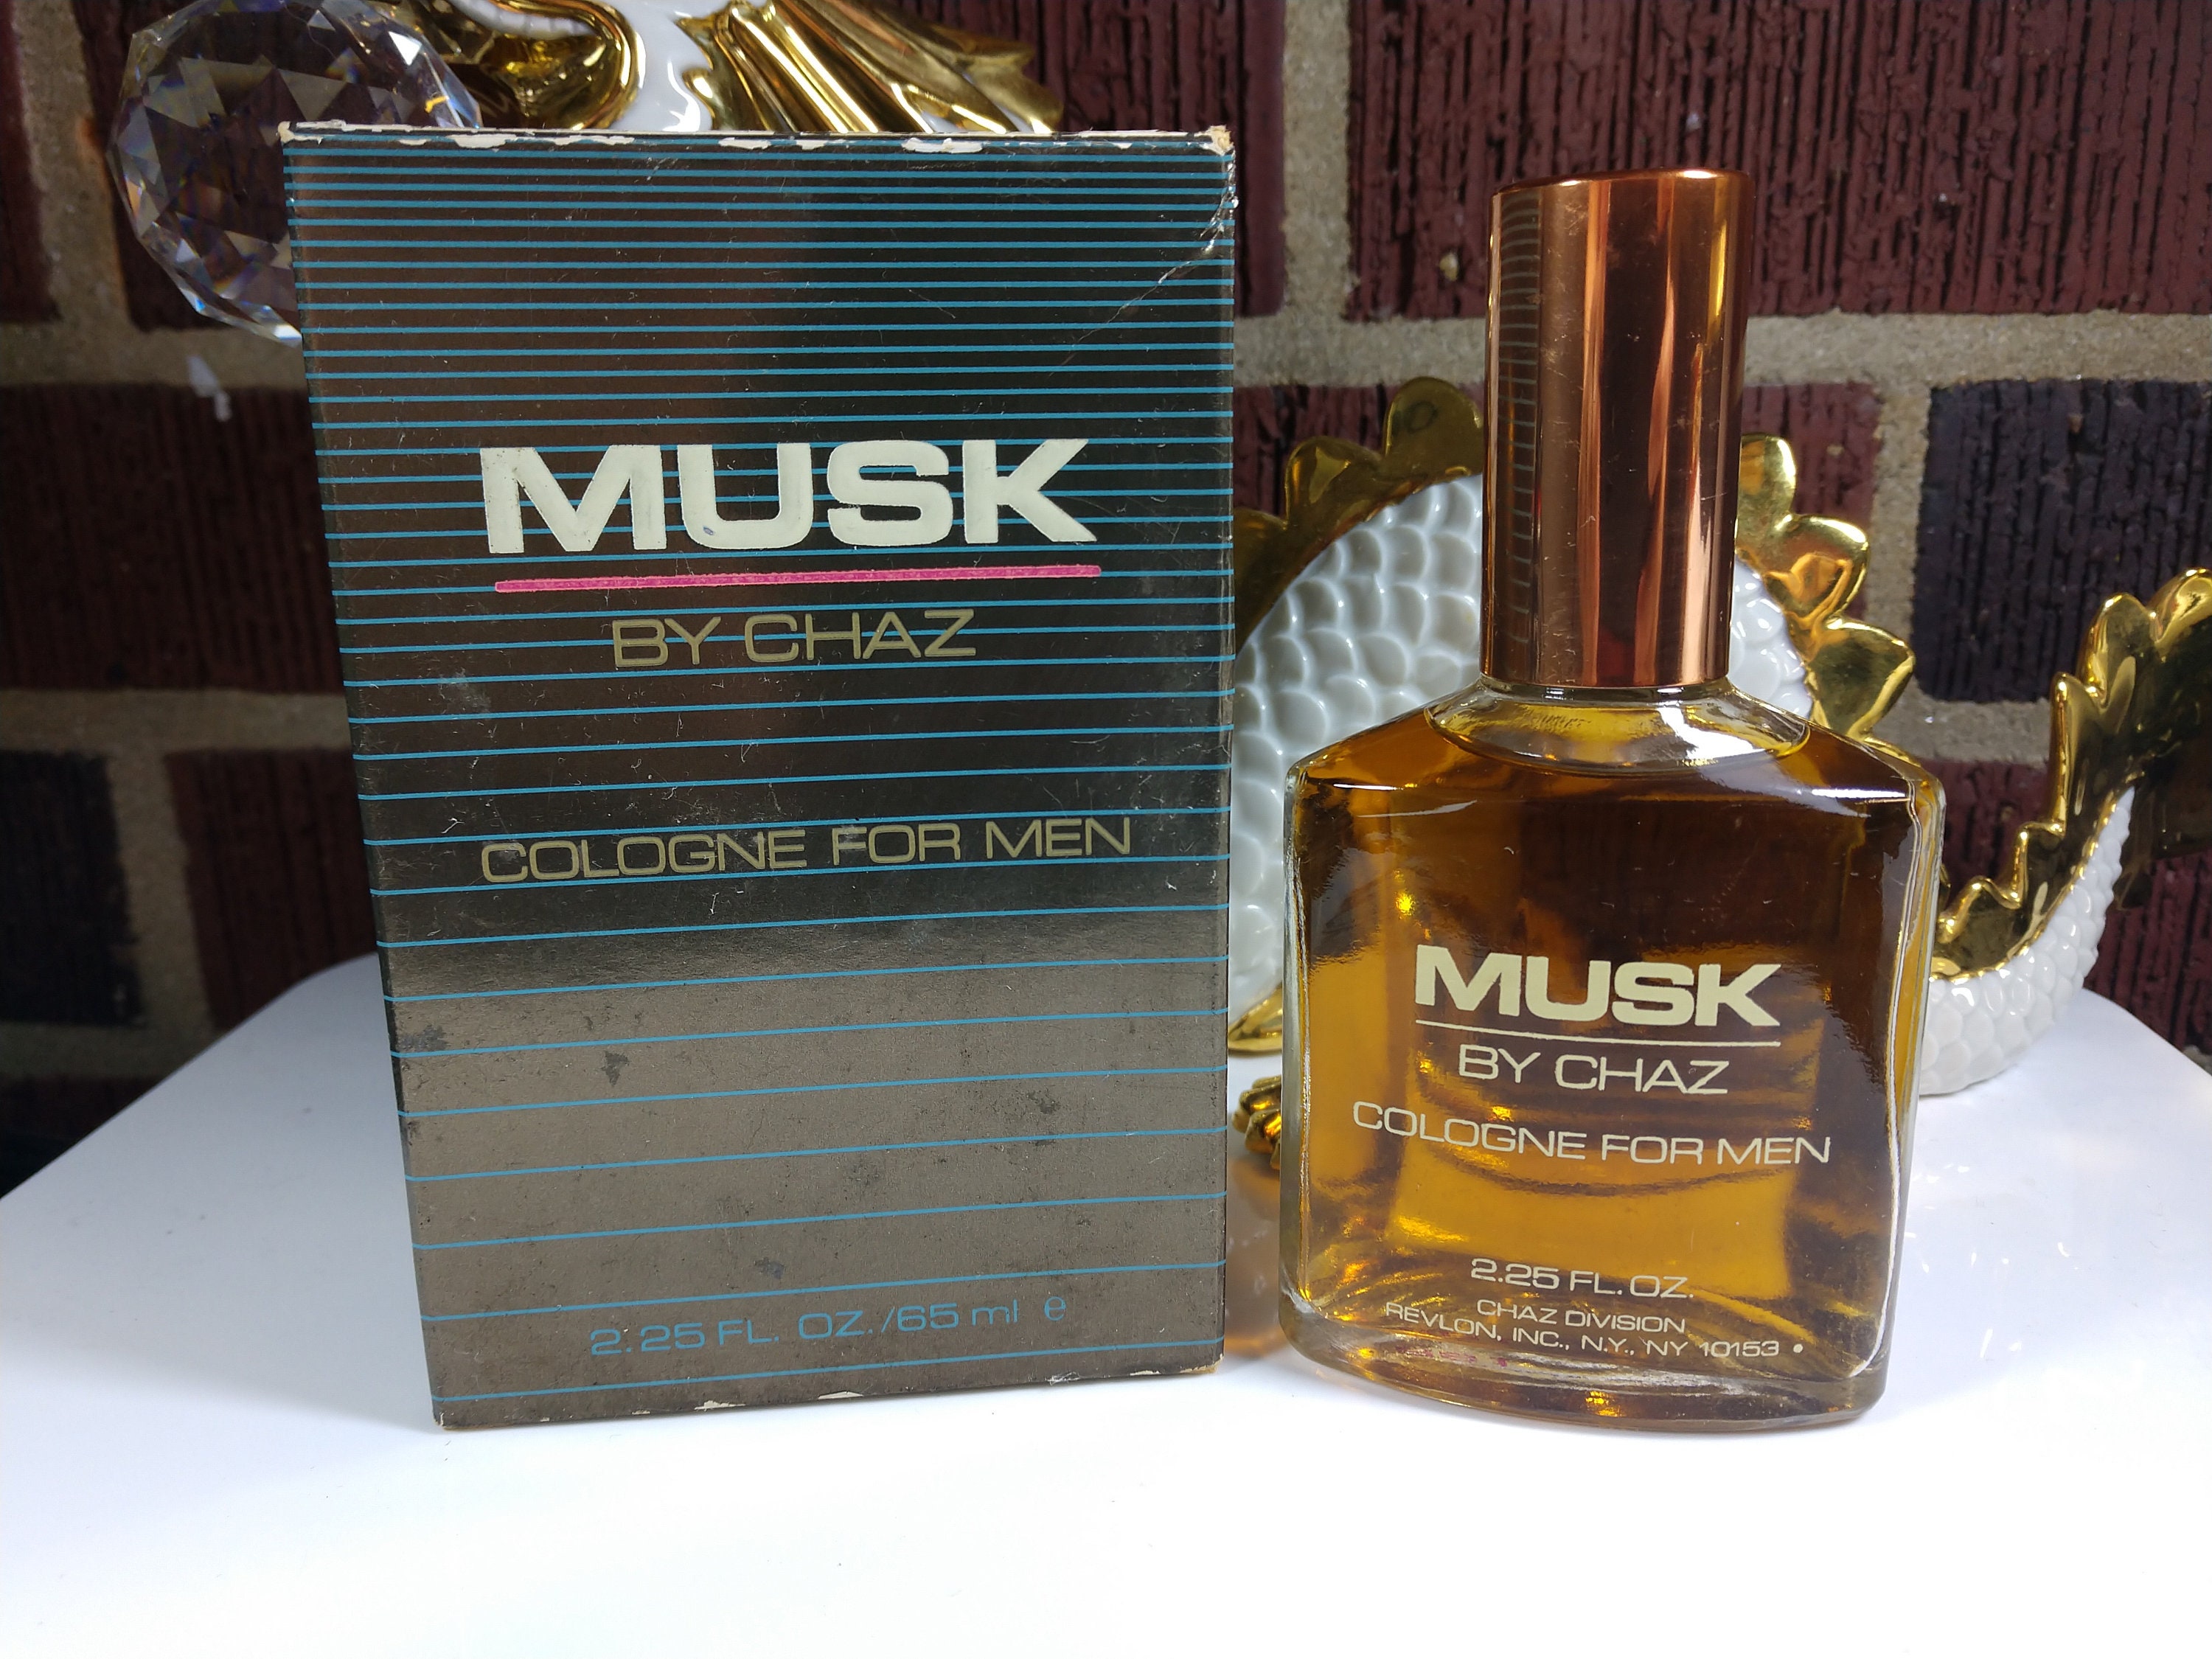 MUSK
BY CHAZ
COLOGNE FOR MEN
2.25 FL. OZ./65 ml ℮
MUSK
BY CHAZ
COLOGNE FOR MEN
2.25 FL. OZ.
CHAZ DIVISION
REVLON, INC., N.Y., NY 10153 •